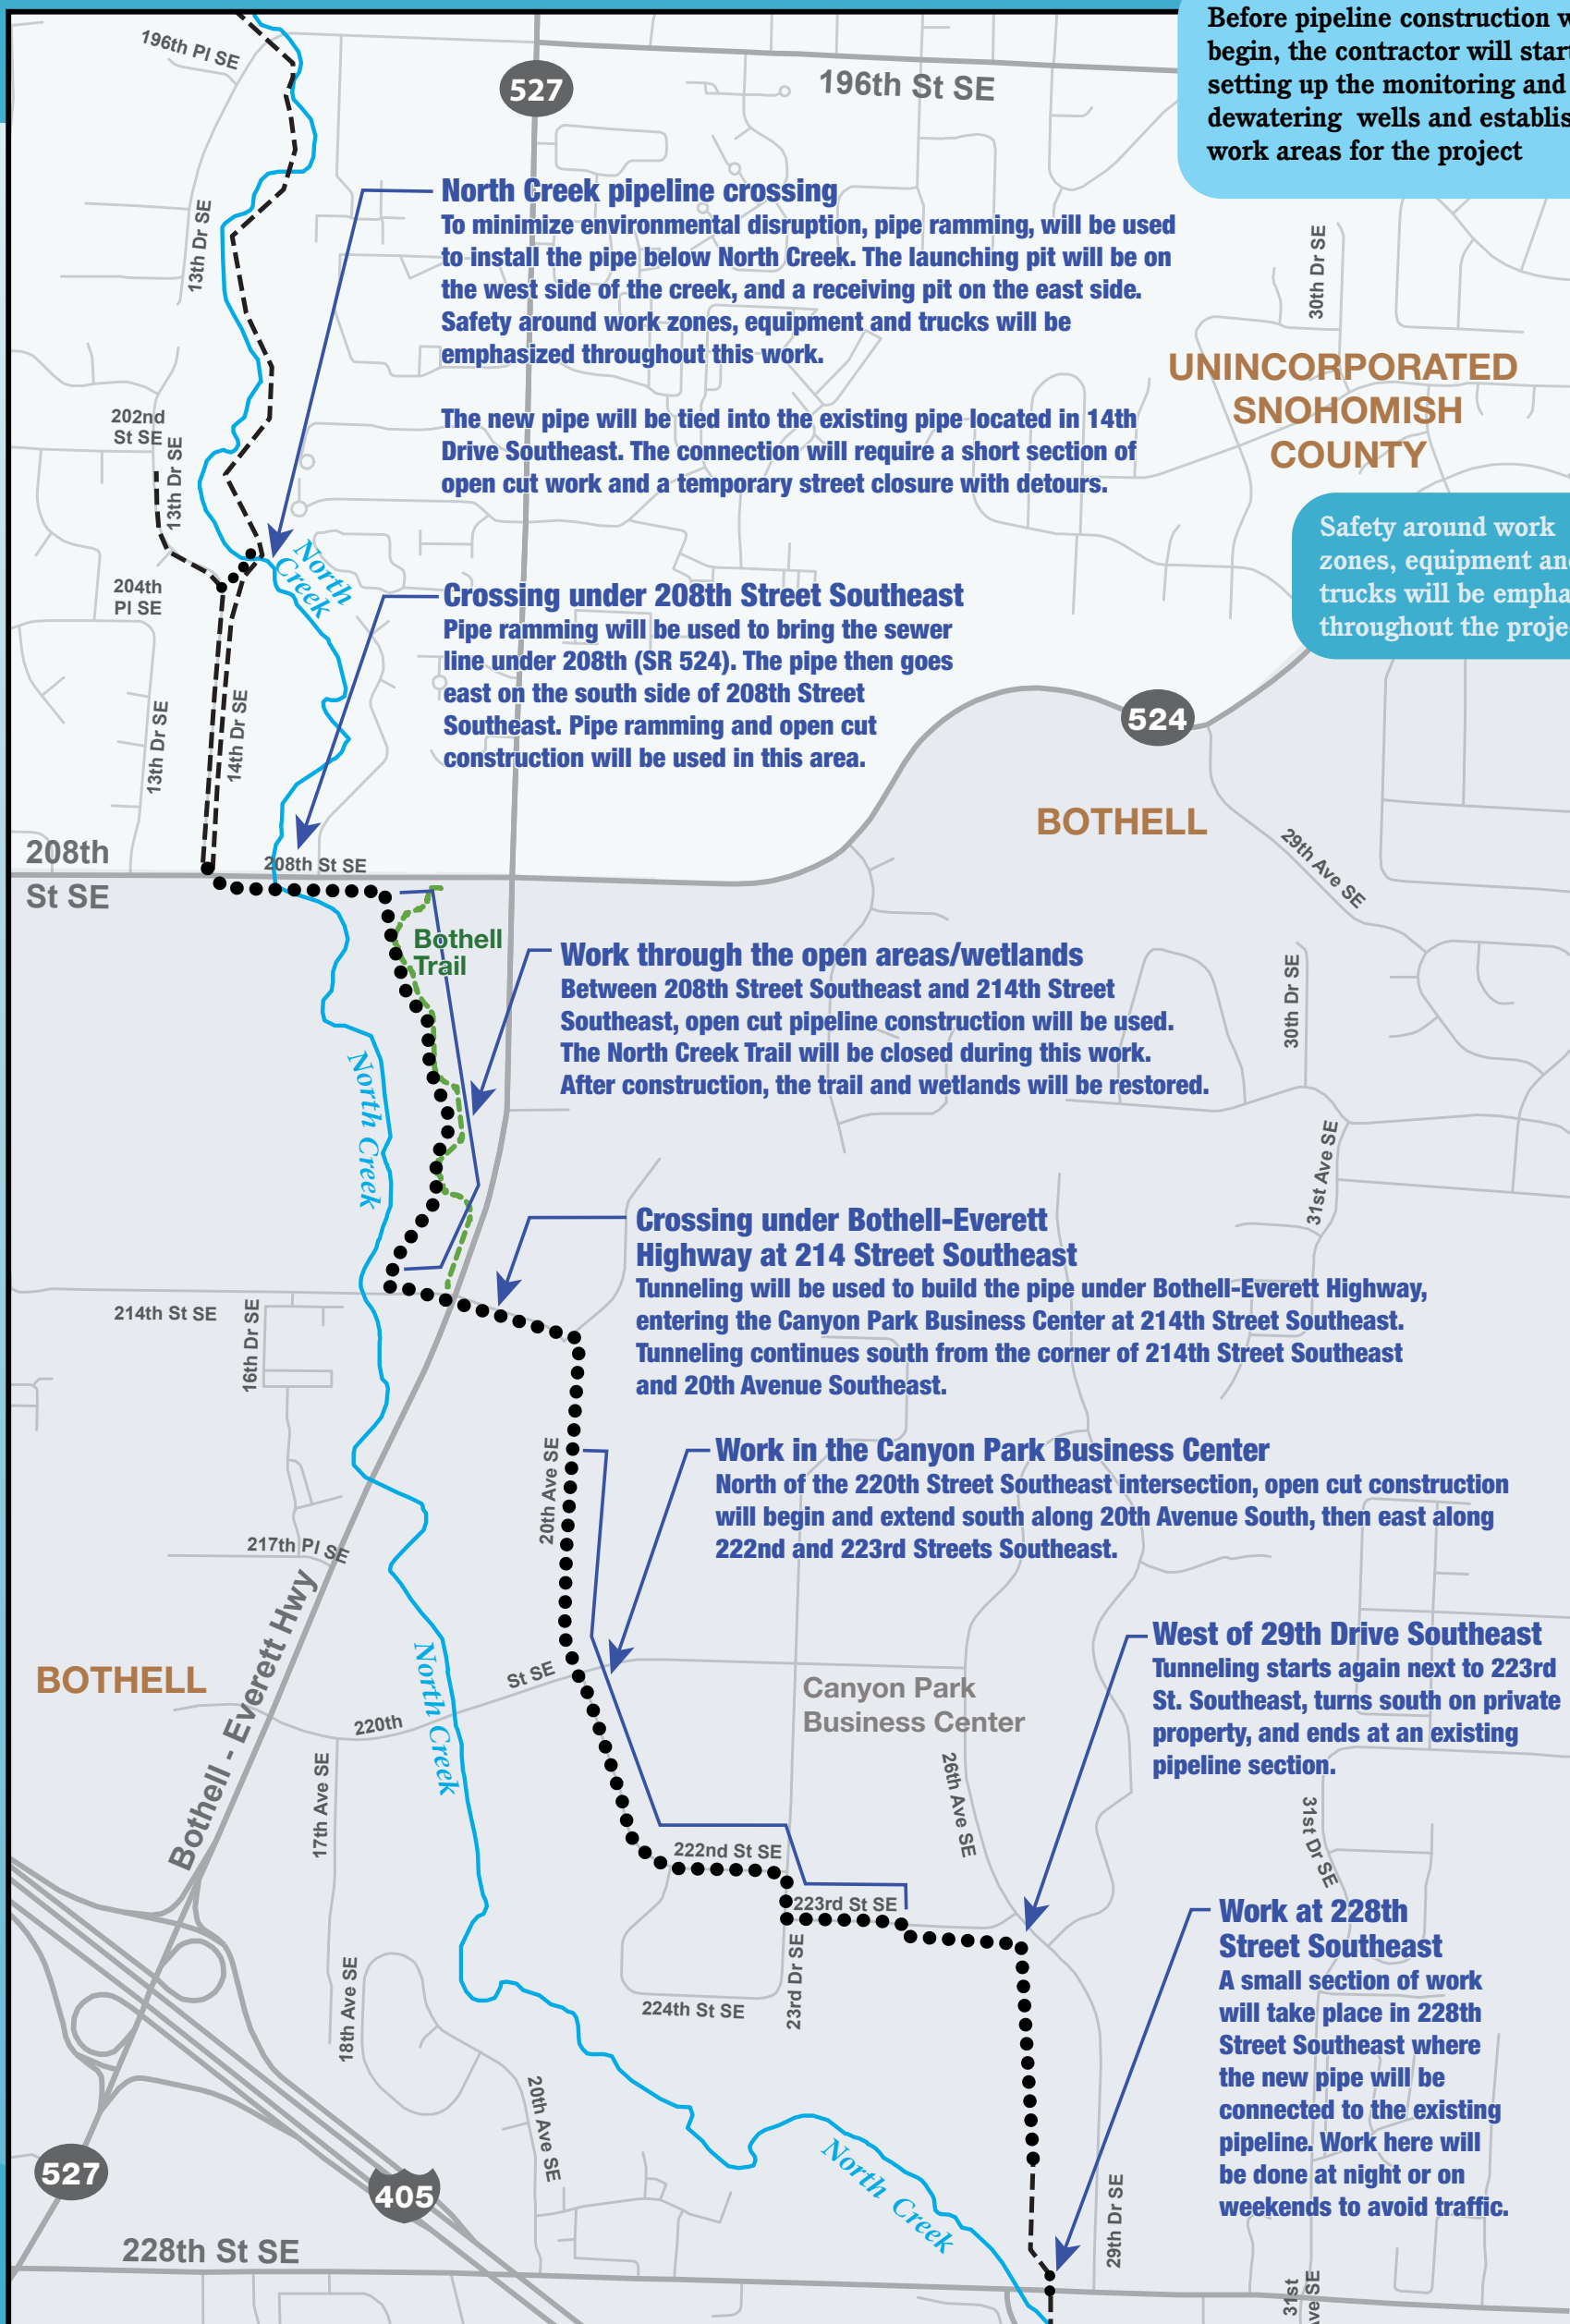 Before pipeline construction
begin, the contractor will start
setting up the monitoring and
dewatering wells and
work areas for the project
196th Pl SE
527
196th St SE
13th Dr SE
North Creek pipeline crossing
To minimize environmental disruption, pipe ramming, will be used
to install the pipe below North Creek. The launching pit will be on
the west side of the creek, and a receiving pit on the east side.
Safety around work zones, equipment and trucks will be
emphasized throughout this work.
The new pipe will be tied into the existing pipe located in 14th
Drive Southeast. The connection will require a short section of
open cut work and a temporary street closure with detours.
30th Dr SE
UNINCORPORATED
SNOHOMISH
COUNTY
202nd
St SE
13th Dr SE
Safety around work
zones, equipment
trucks will be
throughout the
North
Creek
204th
Pl SE
Crossing under 208th Street Southeast
Pipe ramming will be used to bring the sewer
line under 208th (SR 524). The pipe then goes
east on the south side of 208th Street
Southeast. Pipe ramming and open cut
construction will be used in this area.
13th Dr SE
14th Dr SE
524
BOTHELL
29th Ave SE
208th
St SE
208th St SE
Bothell
Trail
Work through the open areas/wetlands
Between 208th Street Southeast and 214th Street
Southeast, open cut pipeline construction will be used.
The North Creek Trail will be closed during this work.
After construction, the trail and wetlands will be restored.
30th Dr SE
North Creek
31st Ave SE
Crossing under Bothell-Everett
Highway at 214 Street Southeast
Tunneling will be used to build the pipe under Bothell-Everett Highway,
entering the Canyon Park Business Center at 214th Street Southeast.
Tunneling continues south from the corner of 214th Street Southeast
and 20th Avenue Southeast.
214th St SE
16th Dr SE
20th Ave SE
Work in the Canyon Park Business Center
North of the 220th Street Southeast intersection, open cut construction
will begin and extend south along 20th Avenue South, then east along
222nd and 223rd Streets Southeast.
217th Pl SE
Bothell - Everett Hwy
BOTHELL
North Creek
220th
St SE
Canyon Park
Business Center
West of 29th Drive Southeast
Tunneling starts again next to 223rd
St. Southeast, turns south on private
property, and ends at an existing
pipeline section.
17th Ave SE
26th Ave SE
31st Dr SE
222nd St SE
223rd St SE
23rd Dr SE
224th St SE
18th Ave SE
20th Ave SE
Work at 228th
Street Southeast
A small section of work
will take place in 228th
Street Southeast where
the new pipe will be
connected to the existing
pipeline. Work here will
be done at night or on
weekends to avoid traffic.
527
405
North Creek
29th Dr SE
228th St SE
31st